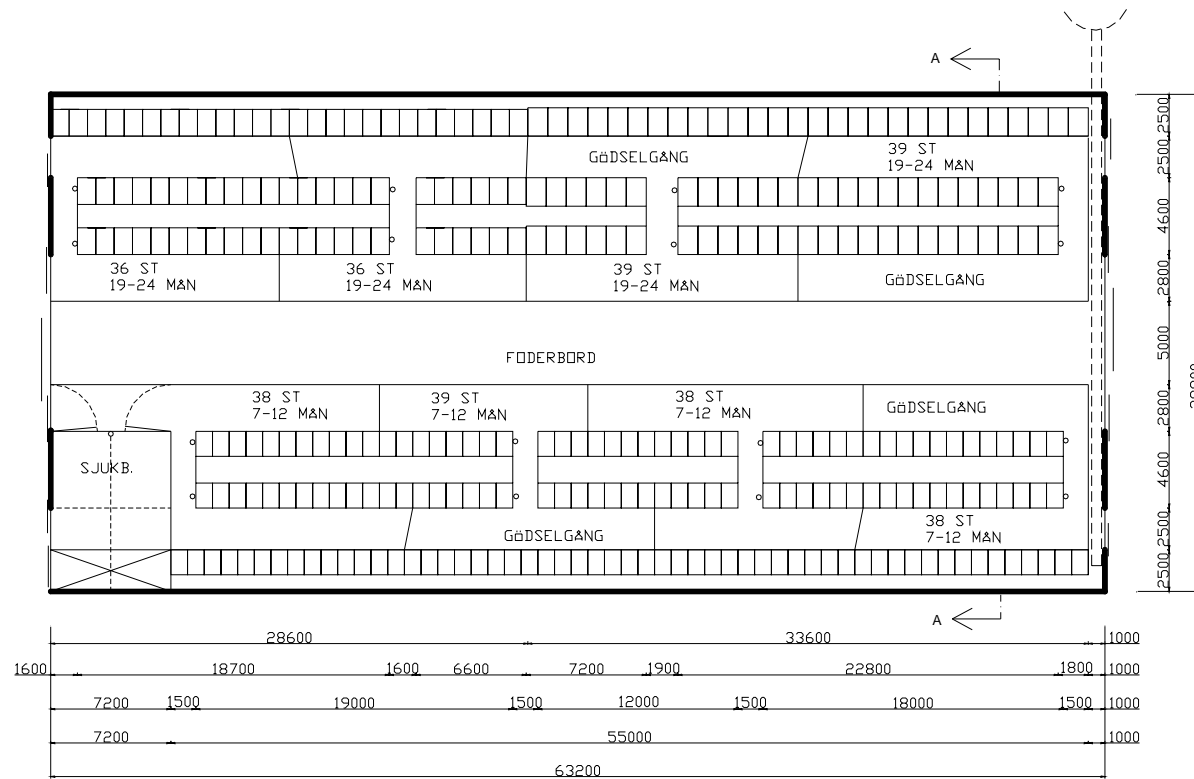 A
GÖDSELGÅNG
39 ST
19-24 MÅN
36 ST
19-24 MÅN
36 ST
19-24 MÅN
39 ST
19-24 MÅN
GÖDSELGÅNG
FODERBORD
38 ST
7-12 MÅN
39 ST
7-12 MÅN
38 ST
7-12 MÅN
GÖDSELGÅNG
SJUKB.
GÖDSELGÅNG
38 ST
7-12 MÅN
A
2500
2500
4600
2800
5000
2800
4600
2500
2500
28600 33600 1000
1600 18700 1600 6600 7200 1900 22800 1800 1000
7200 1500 19000 1500 12000 1500 18000 1500 1000
7200 55000 1000
63200